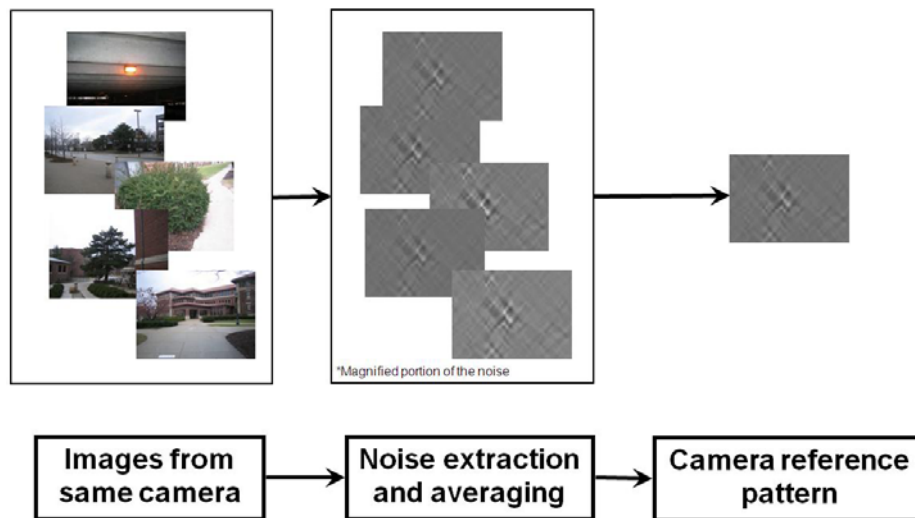 *Magnified portion of the noise
Images from
same camera
Noise extraction
and averaging
Camera reference
pattern